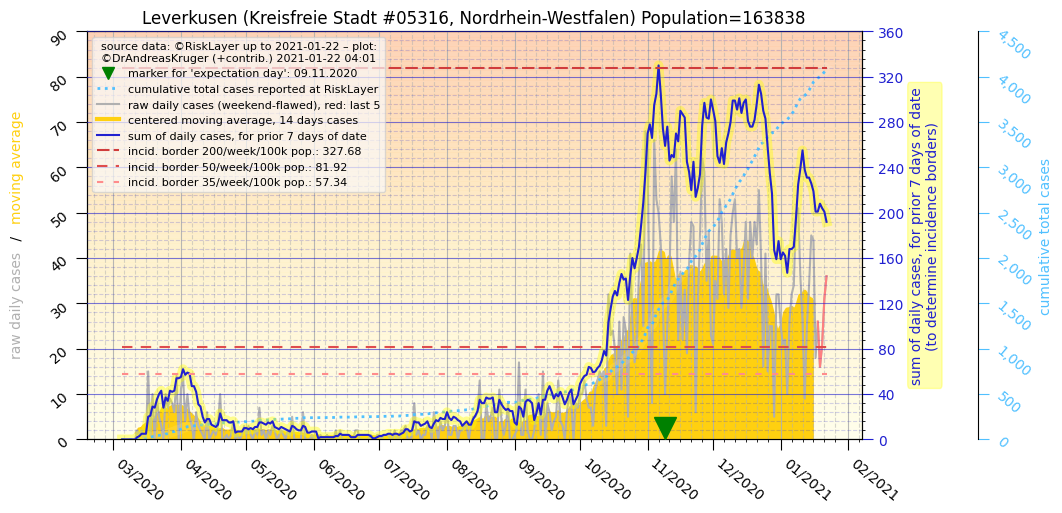 Leverkusen (Kreisfreie Stadt #05316, Nordrhein-Westfalen) Population=163838
source data: ©RiskLayer up to 2021-01-22 – plot:
©DrAndreasKruger (+contrib.) 2021-01-22 04:01
marker for 'expectation day': 09.11.2020
cumulative total cases reported at RiskLayer
raw daily cases (weekend-flawed), red: last 5
centered moving average, 14 days cases
sum of daily cases, for prior 7 days of date
incid. border 200/week/100k pop.: 327.68
incid. border 50/week/100k pop.: 81.92
incid. border 35/week/100k pop.: 57.34
raw daily cases / moving average
90
80
70
60
50
40
30
20
10
0
03/2020
04/2020
05/2020
06/2020
07/2020
08/2020
09/2020
10/2020
11/2020
12/2020
01/2021
02/2021
360
320
280
240
200
160
120
80
40
0
sum of daily cases, for prior 7 days of date
(to determine incidence borders)
4,500
4,000
3,500
3,000
2,500
2,000
1,500
1,000
500
0
cumulative total cases